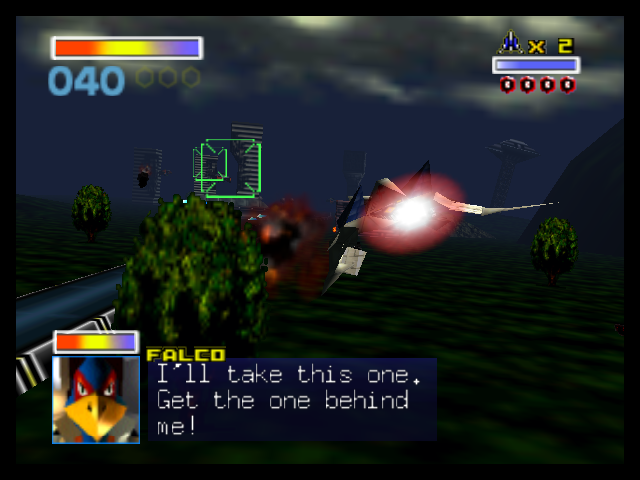 040
x 2
FALCO
I'll take this one.
Get the one behind
me!